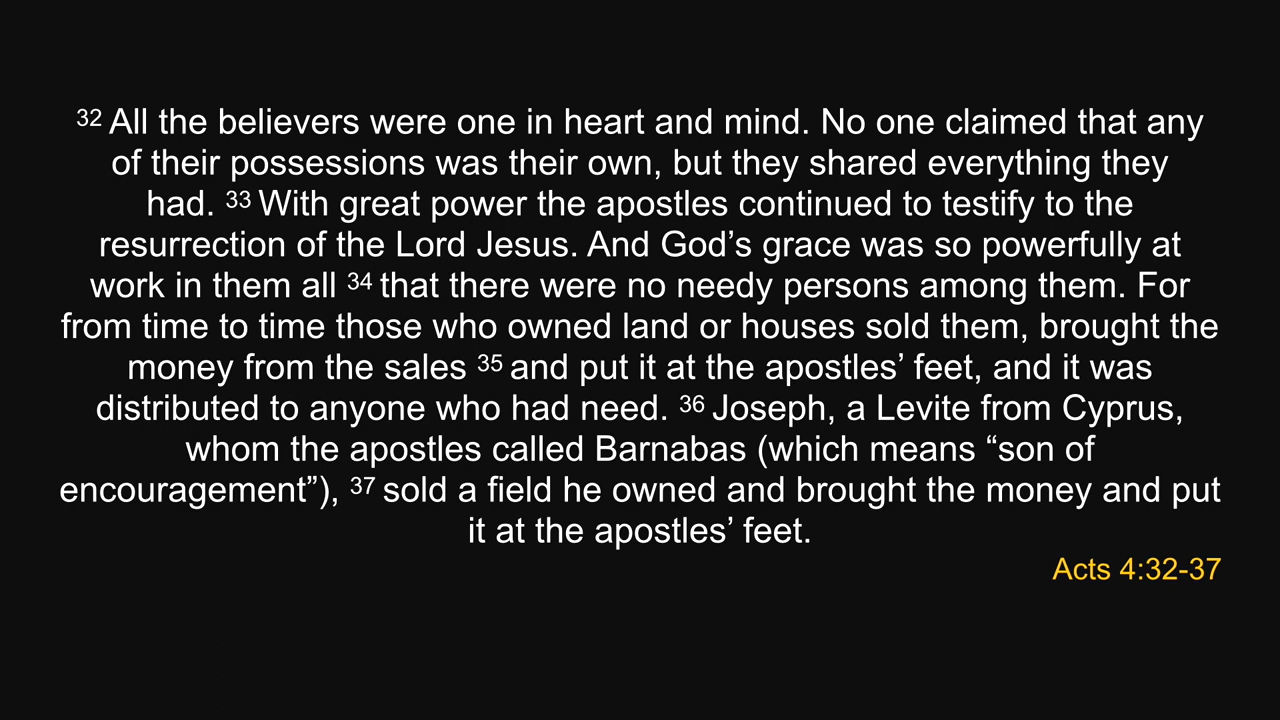 32 All the believers were one in heart and mind. No one claimed that any
of their possessions was their own, but they shared everything they
had. 33 With great power the apostles continued to testify to the
resurrection of the Lord Jesus. And God’s grace was so powerfully at
work in them all 34 that there were no needy persons among them. For
from time to time those who owned land or houses sold them, brought the
money from the sales 35 and put it at the apostles’ feet, and it was
distributed to anyone who had need. 36 Joseph, a Levite from Cyprus,
whom the apostles called Barnabas (which means “son of
encouragement”), 37 sold a field he owned and brought the money and put
it at the apostles’ feet.
Acts 4:32-37